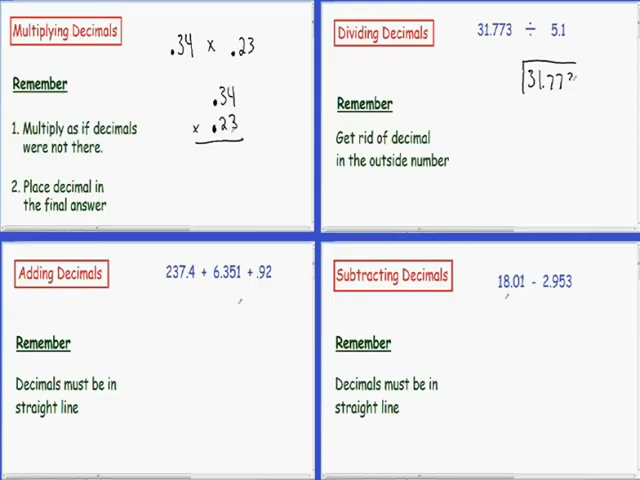 Multiplying Decimals
.34 x .23
Remember
.34
x .23
1. Multiply as if decimals
were not there.
2. Place decimal in
the final answer
Dividing Decimals
31.773 ÷ 5.1
31.773
Remember
Get rid of decimal
in the outside number
Adding Decimals
237.4 + 6.351 + .92
Remember
Decimals must be in
straight line
Subtracting Decimals
18.01 - 2.953
Remember
Decimals must be in
straight line